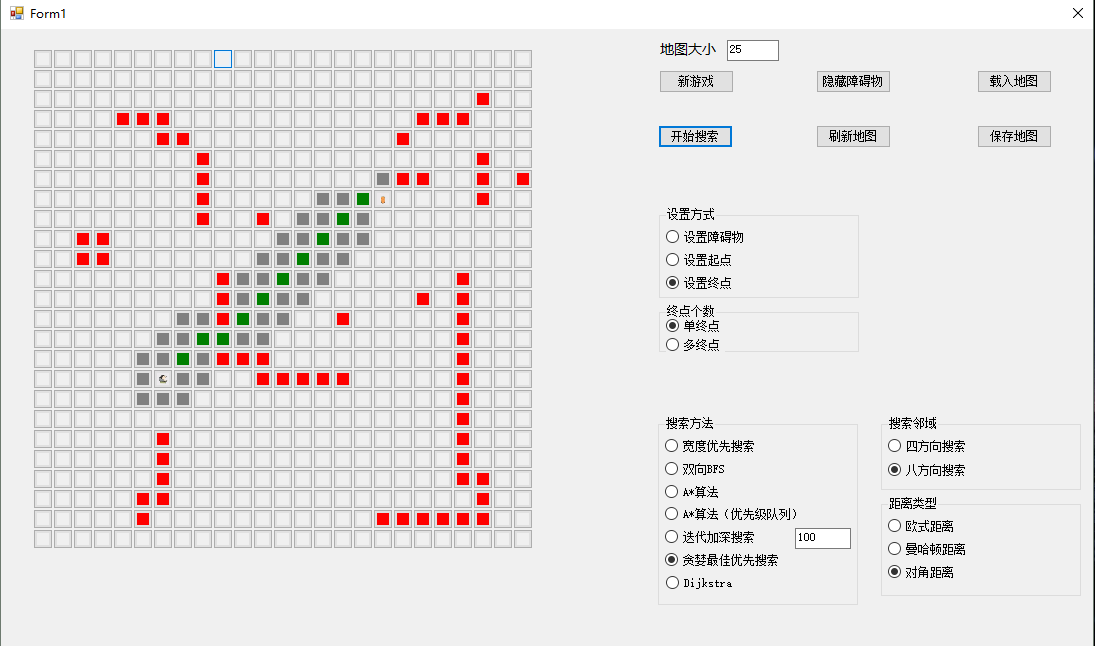 Form1
地图大小 25
新游戏 隐藏障碍物 载入地图
开始搜索 刷新地图 保存地图
设置方式
设置障碍物
设置起点
设置终点
终点个数
单终点
多终点
搜索方法
宽度优先搜索
双向BFS
A*算法
A*算法（优先级队列）
迭代加深搜索 100
贪婪最佳优先搜索
Dijkstra
搜索邻域
四方向搜索
八方向搜索
距离类型
欧式距离
曼哈顿距离
对角距离